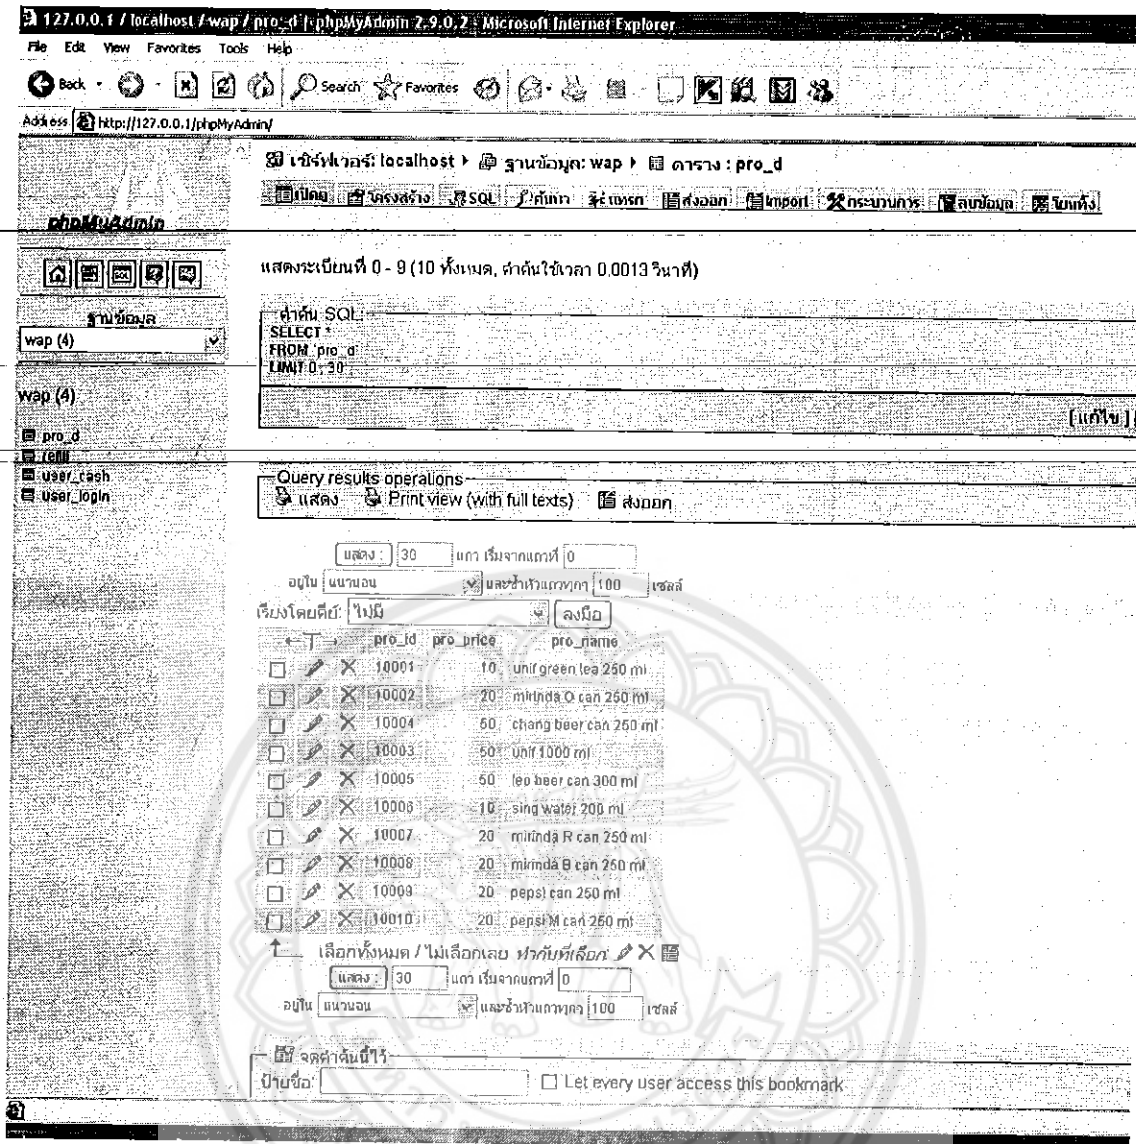 127.0.0.1 / localhost / wap / pro_d | phpMyAdmin 2.9.0.2 - Microsoft Internet Explorer
File Edit View Favorites Tools Help
Back Search Favorites
Address http://127.0.0.1/phpMyAdmin/
phpMyAdmin
ฐานข้อมูล
wap (4)
wap (4)
pro_d
refill
user_cash
user_login
เซิร์ฟเวอร์: localhost ฐานข้อมูล: wap ตาราง : pro_d
เปิดดู โครงสร้าง SQL ค้นหา แทรก ส่งออก Import กระบวนการ ลบข้อมูล โยนทิ้ง
แสดงระเบียนที่ 0 - 9 (10 ทั้งหมด, คำค้นใช้เวลา 0.0013 วินาที)
คำค้น SQL:
SELECT *
FROM `pro_d`
LIMIT 0 , 30
[ แก้ไข ]
Query results operations
แสดง Print view (with full texts) ส่งออก
แสดง : 30 แถว เริ่มจากแถวที่ 0
อยู่ใน แนวนอน และซ้ำหัวแถวทุกๆ 100 เซลล์
เรียงโดยคีย์: ไม่มี ลงมือ
←T→ pro_id pro_price pro_name
10001 10 unif green tea 250 ml
10002 20 mirinda O can 250 ml
10004 50 chang beer can 250 ml
10003 50 unif 1000 ml
10005 50 leo beer can 300 ml
10006 10 sing water 200 ml
10007 20 mirinda R can 250 ml
10008 20 mirinda B can 250 ml
10009 20 pepsi can 250 ml
10010 20 pepsi M can 250 ml
เลือกทั้งหมด / ไม่เลือกเลย ทำกับที่เลือก:
แสดง : 30 แถว เริ่มจากแถวที่ 0
อยู่ใน แนวนอน และซ้ำหัวแถวทุกๆ 100 เซลล์
จดคำค้นนี้ไว้
ป้ายชื่อ: Let every user access this bookmark